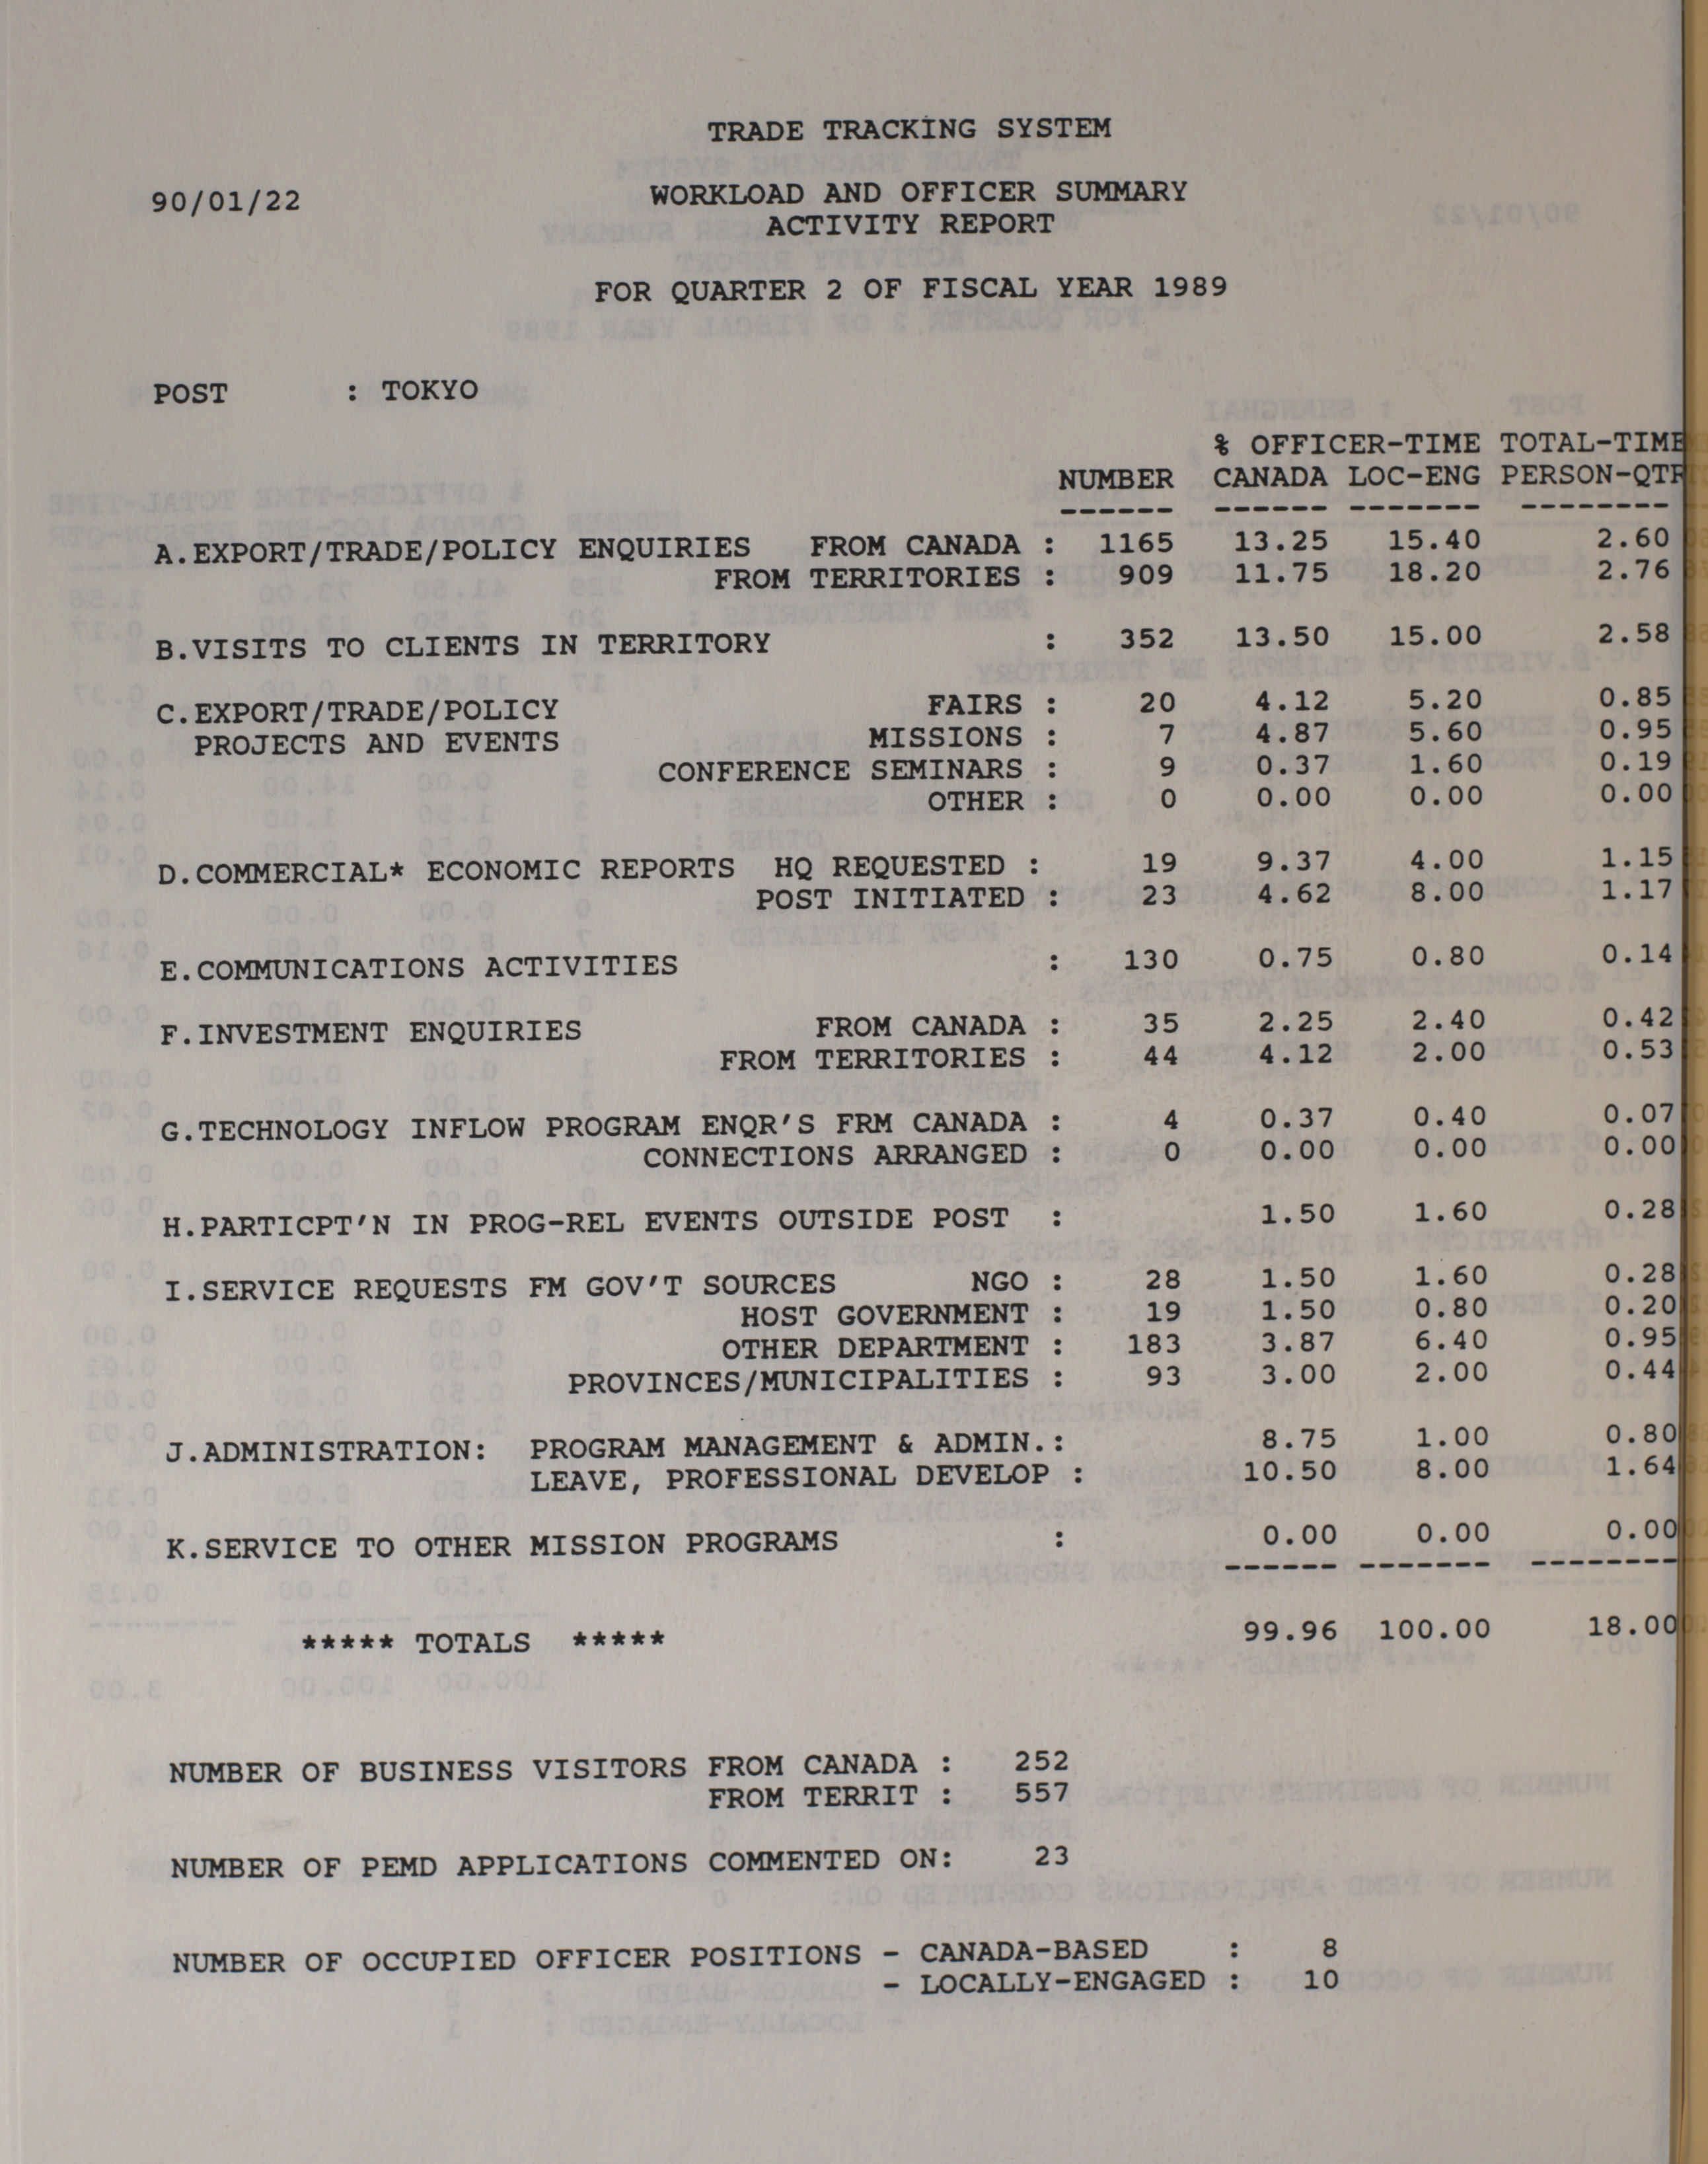 TRADE TRACKING SYSTEM
90/01/22 WORKLOAD AND OFFICER SUMMARY
ACTIVITY REPORT
FOR QUARTER 2 OF FISCAL YEAR 1989
POST : TOKYO
% OFFICER-TIME TOTAL-TIME
NUMBER CANADA LOC-ENG PERSON-QTR
------ ------ ------- --------
A.EXPORT/TRADE/POLICY ENQUIRIES FROM CANADA : 1165 13.25 15.40 2.60
FROM TERRITORIES : 909 11.75 18.20 2.76
B.VISITS TO CLIENTS IN TERRITORY : 352 13.50 15.00 2.58
C.EXPORT/TRADE/POLICY FAIRS : 20 4.12 5.20 0.85
PROJECTS AND EVENTS MISSIONS : 7 4.87 5.60 0.95
CONFERENCE SEMINARS : 9 0.37 1.60 0.19
OTHER : 0 0.00 0.00 0.00
D.COMMERCIAL* ECONOMIC REPORTS HQ REQUESTED : 19 9.37 4.00 1.15
POST INITIATED : 23 4.62 8.00 1.17
E.COMMUNICATIONS ACTIVITIES : 130 0.75 0.80 0.14
F.INVESTMENT ENQUIRIES FROM CANADA : 35 2.25 2.40 0.42
FROM TERRITORIES : 44 4.12 2.00 0.53
G.TECHNOLOGY INFLOW PROGRAM ENQR'S FRM CANADA : 4 0.37 0.40 0.07
CONNECTIONS ARRANGED : 0 0.00 0.00 0.00
H.PARTICPT'N IN PROG-REL EVENTS OUTSIDE POST : 1.50 1.60 0.28
I.SERVICE REQUESTS FM GOV'T SOURCES NGO : 28 1.50 1.60 0.28
HOST GOVERNMENT : 19 1.50 0.80 0.20
OTHER DEPARTMENT : 183 3.87 6.40 0.95
PROVINCES/MUNICIPALITIES : 93 3.00 2.00 0.44
J.ADMINISTRATION: PROGRAM MANAGEMENT & ADMIN.: 8.75 1.00 0.80
LEAVE, PROFESSIONAL DEVELOP : 10.50 8.00 1.64
K.SERVICE TO OTHER MISSION PROGRAMS : 0.00 0.00 0.00
------ ------- --------
***** TOTALS ***** 99.96 100.00 18.00
NUMBER OF BUSINESS VISITORS FROM CANADA : 252
FROM TERRIT : 557
NUMBER OF PEMD APPLICATIONS COMMENTED ON: 23
NUMBER OF OCCUPIED OFFICER POSITIONS - CANADA-BASED : 8
- LOCALLY-ENGAGED : 10